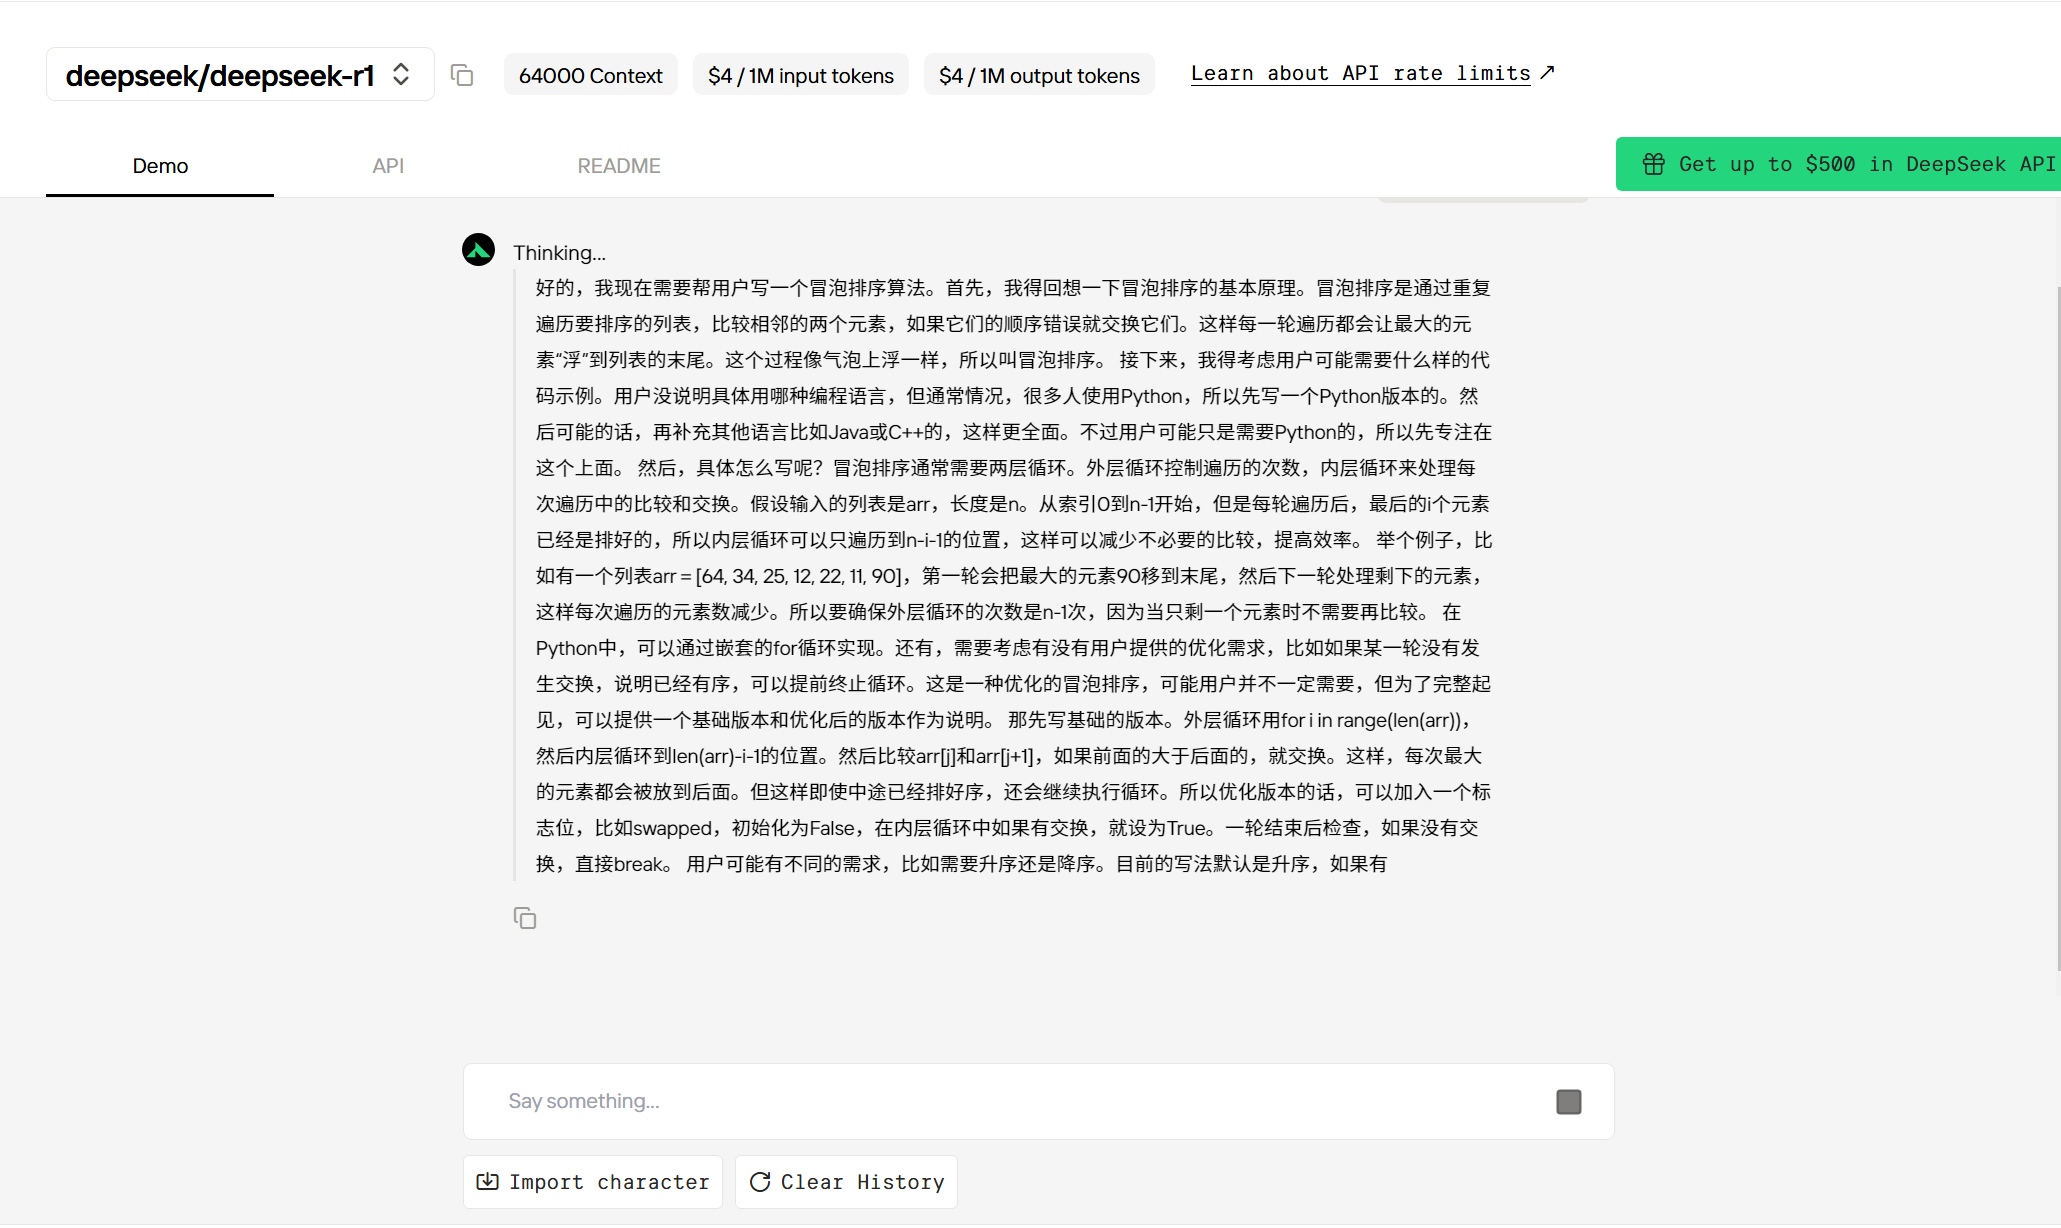 deepseek/deepseek-r1
64000 Context
$4 / 1M input tokens
$4 / 1M output tokens
Learn about API rate limits ↗
Demo
API
README
Get up to $500 in DeepSeek API
Thinking...
好的，我现在需要帮用户写一个冒泡排序算法。首先，我得回想一下冒泡排序的基本原理。冒泡排序是通过重复
遍历要排序的列表，比较相邻的两个元素，如果它们的顺序错误就交换它们。这样每一轮遍历都会让最大的元
素“浮”到列表的末尾。这个过程像气泡上浮一样，所以叫冒泡排序。 接下来，我得考虑用户可能需要什么样的代
码示例。用户没说明具体用哪种编程语言，但通常情况，很多人使用Python，所以先写一个Python版本的。然
后可能的话，再补充其他语言比如Java或C++的，这样更全面。不过用户可能只是需要Python的，所以先专注在
这个上面。 然后，具体怎么写呢？冒泡排序通常需要两层循环。外层循环控制遍历的次数，内层循环来处理每
次遍历中的比较和交换。假设输入的列表是arr，长度是n。从索引0到n-1开始，但是每轮遍历后，最后的i个元素
已经是排好的，所以内层循环可以只遍历到n-i-1的位置，这样可以减少不必要的比较，提高效率。 举个例子，比
如有一个列表arr = [64, 34, 25, 12, 22, 11, 90]，第一轮会把最大的元素90移到末尾，然后下一轮处理剩下的元素，
这样每次遍历的元素数减少。所以要确保外层循环的次数是n-1次，因为当只剩一个元素时不需要再比较。 在
Python中，可以通过嵌套的for循环实现。还有，需要考虑有没有用户提供的优化需求，比如如果某一轮没有发
生交换，说明已经有序，可以提前终止循环。这是一种优化的冒泡排序，可能用户并不一定需要，但为了完整起
见，可以提供一个基础版本和优化后的版本作为说明。 那先写基础的版本。外层循环用for i in range(len(arr))，
然后内层循环到len(arr)-i-1的位置。然后比较arr[j]和arr[j+1]，如果前面的大于后面的，就交换。这样，每次最大
的元素都会被放到后面。但这样即使中途已经排好序，还会继续执行循环。所以优化版本的话，可以加入一个标
志位，比如swapped，初始化为False，在内层循环中如果有交换，就设为True。一轮结束后检查，如果没有交
换，直接break。 用户可能有不同的需求，比如需要升序还是降序。目前的写法默认是升序，如果有
Say something...
Import character
Clear History